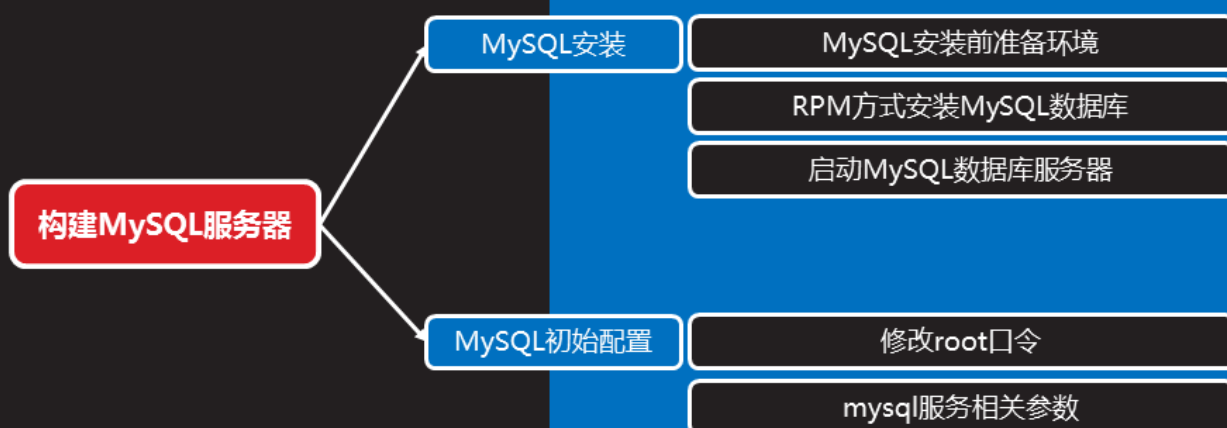 构建MySQL服务器
MySQL安装
MySQL安装前准备环境
RPM方式安装MySQL数据库
启动MySQL数据库服务器
MySQL初始配置
修改root口令
mysql服务相关参数